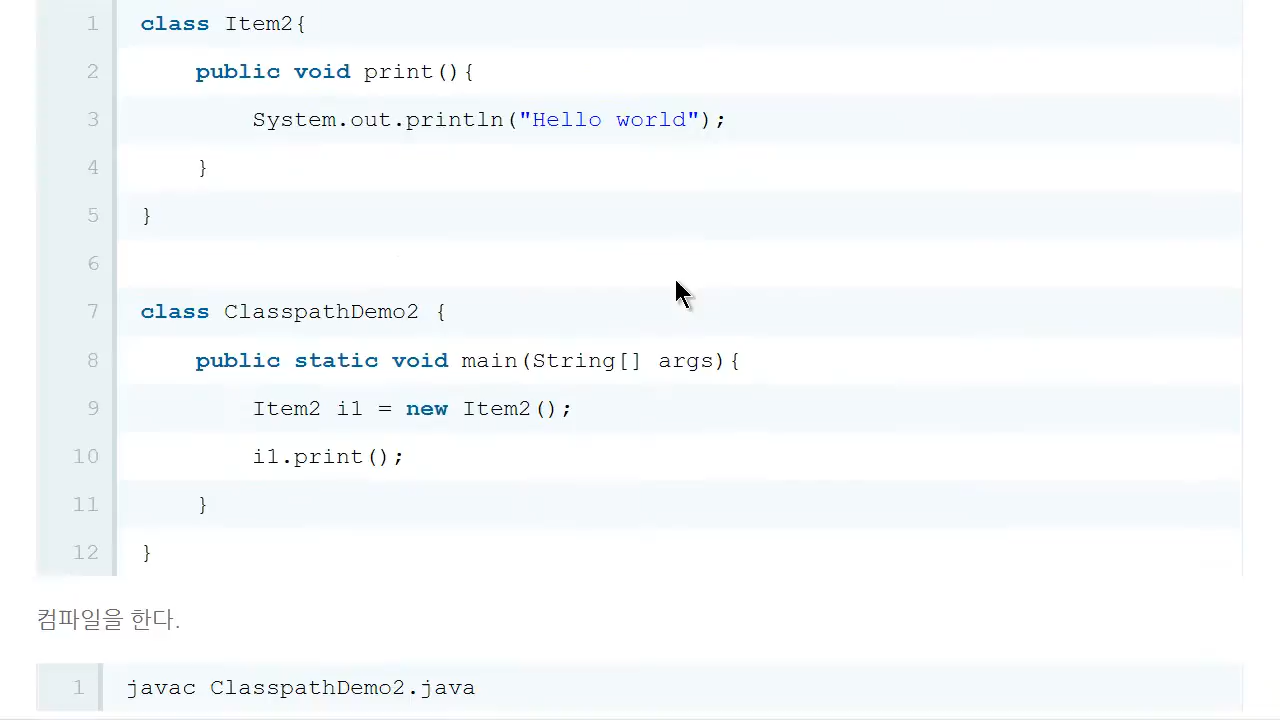 1 class Item2{
2 public void print(){
3 System.out.println("Hello world");
4 }
5 }
6
7 class ClasspathDemo2 {
8 public static void main(String[] args){
9 Item2 i1 = new Item2();
10 i1.print();
11 }
12 }
컴파일을 한다.
1 javac ClasspathDemo2.java